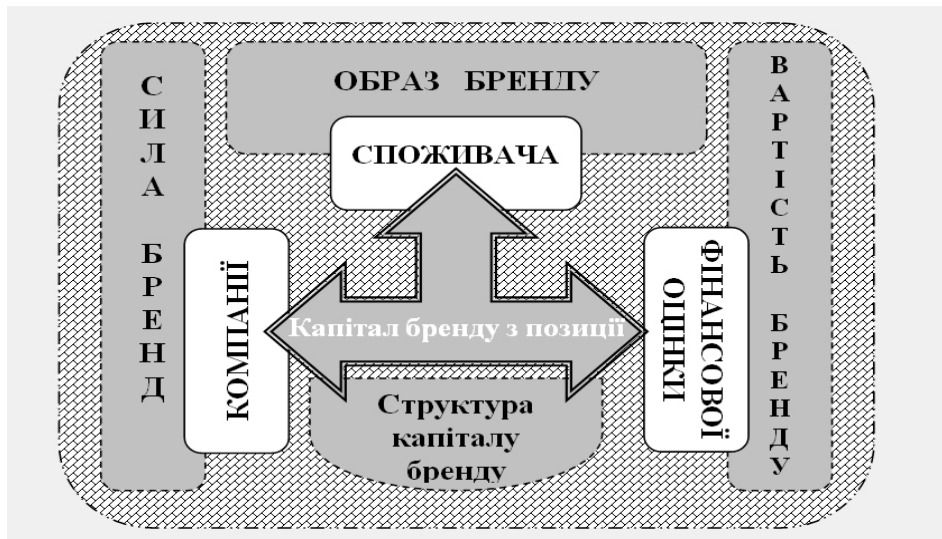 ОБРАЗ БРЕНДУ
СПОЖИВАЧА
СИЛА БРЕНД
КОМПАНІЇ
Капітал бренду з позиції
ФІНАНСОВОЇ
ОЦІНКИ
ВАРТІСТЬ БРЕНДУ
Структура
капіталу
бренду